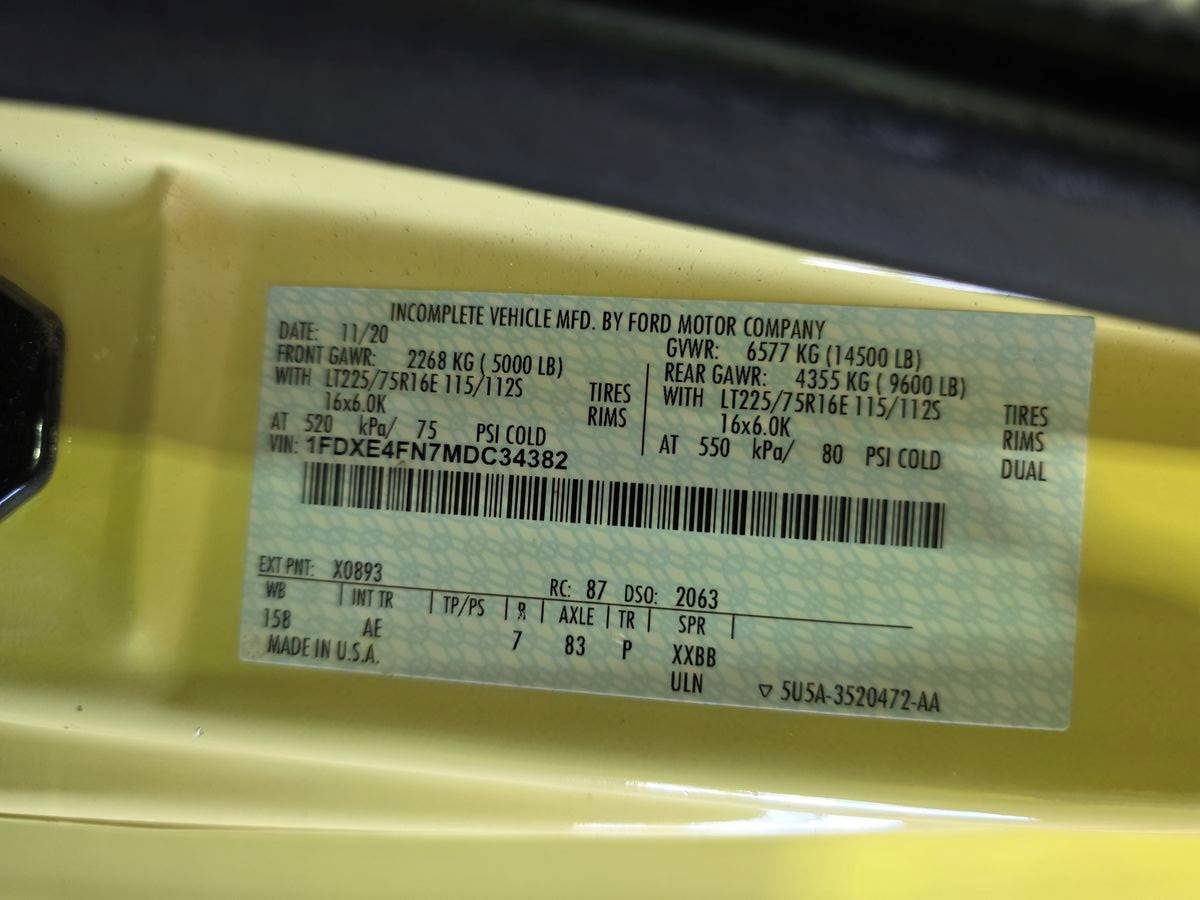 INCOMPLETE VEHICLE MFD. BY FORD MOTOR COMPANY
DATE: 11/20 GVWR: 6577 KG (14500 LB)
FRONT GAWR: 2268 KG ( 5000 LB) REAR GAWR: 4355 KG ( 9600 LB)
WITH LT225/75R16E 115/112S TIRES WITH LT225/75R16E 115/112S TIRES
16x6.0K RIMS 16x6.0K RIMS
AT 520 kPa/ 75 PSI COLD AT 550 kPa/ 80 PSI COLD DUAL
VIN: 1FDXE4FN7MDC34382
EXT PNT: X0893 RC: 87 DSO: 2063
WB INT TR TP/PS R AXLE TR SPR
158 AE 7 83 P XXBB
MADE IN U.S.A. ULN ▽ 5U5A-3520472-AA